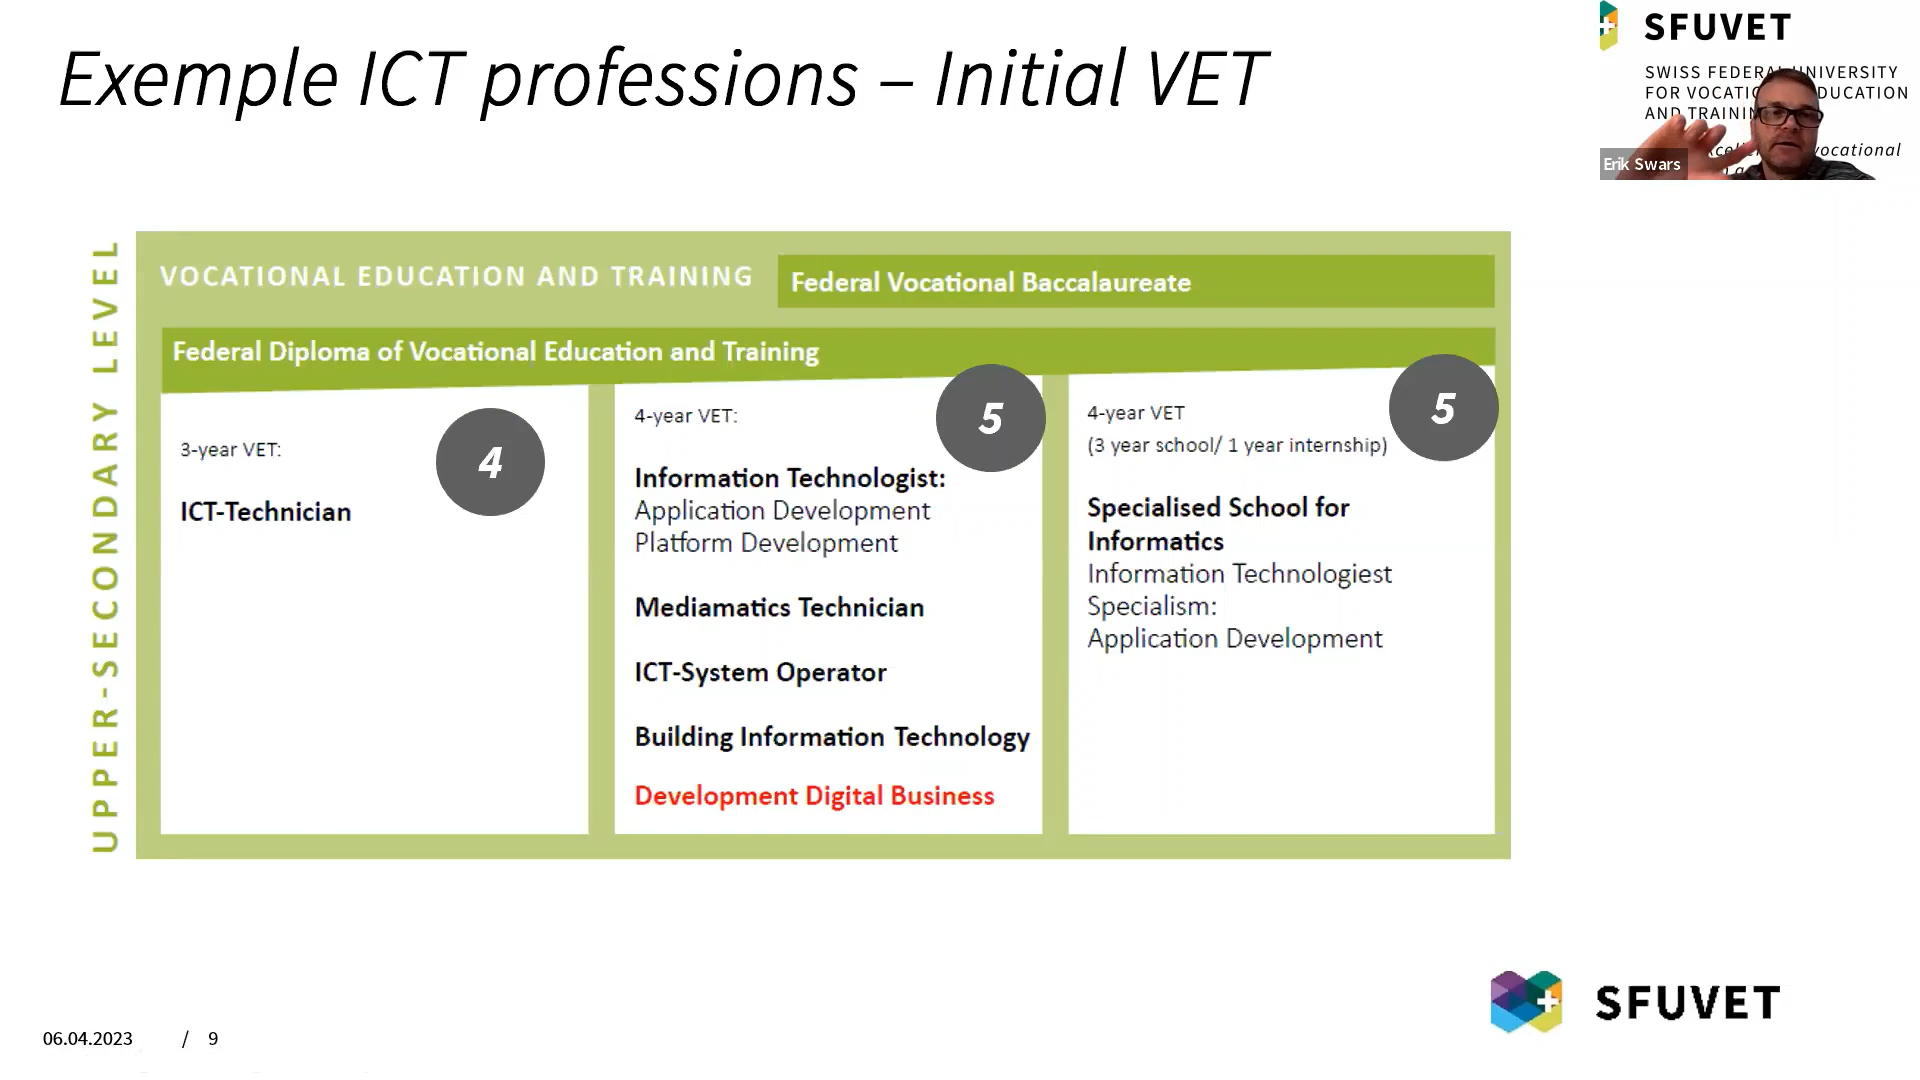 Exemple ICT professions – Initial VET
SFUVET
SWISS FEDERAL UNIVERSITY
FOR VOCATIONAL EDUCATION
AND TRAINING
vocational
Erik Swars
UPPER-SECONDARY LEVEL
VOCATIONAL EDUCATION AND TRAINING
Federal Vocational Baccalaureate
Federal Diploma of Vocational Education and Training
3-year VET:
4
ICT-Technician
4-year VET:
5
Information Technologist:
Application Development
Platform Development
Mediamatics Technician
ICT-System Operator
Building Information Technology
Development Digital Business
4-year VET
(3 year school/ 1 year internship)
5
Specialised School for
Informatics
Information Technologiest
Specialism:
Application Development
SFUVET
06.04.2023 / 9